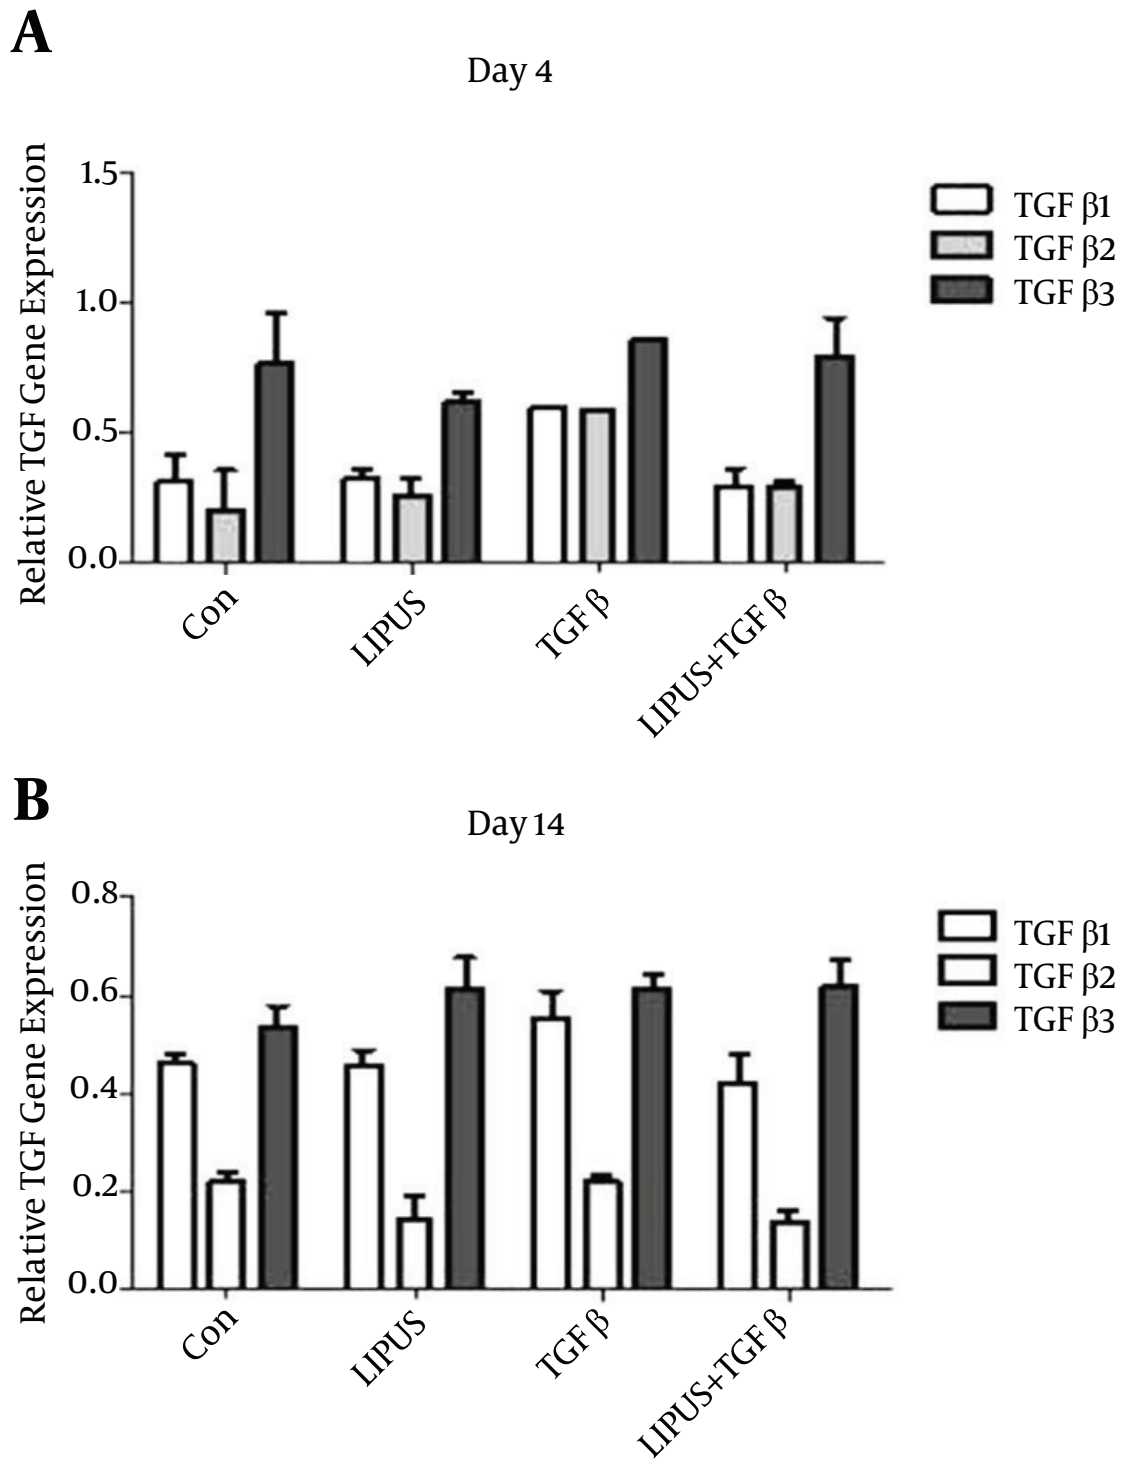 A
Day 4
Relative TGF Gene Expression
1.5
1.0
0.5
0.0
TGF β1
TGF β2
TGF β3
Con
LIPUS
TGF β
LIPUS+TGF β
B
Day 14
Relative TGF Gene Expression
0.8
0.6
0.4
0.2
0.0
TGF β1
TGF β2
TGF β3
Con
LIPUS
TGF β
LIPUS+TGF β